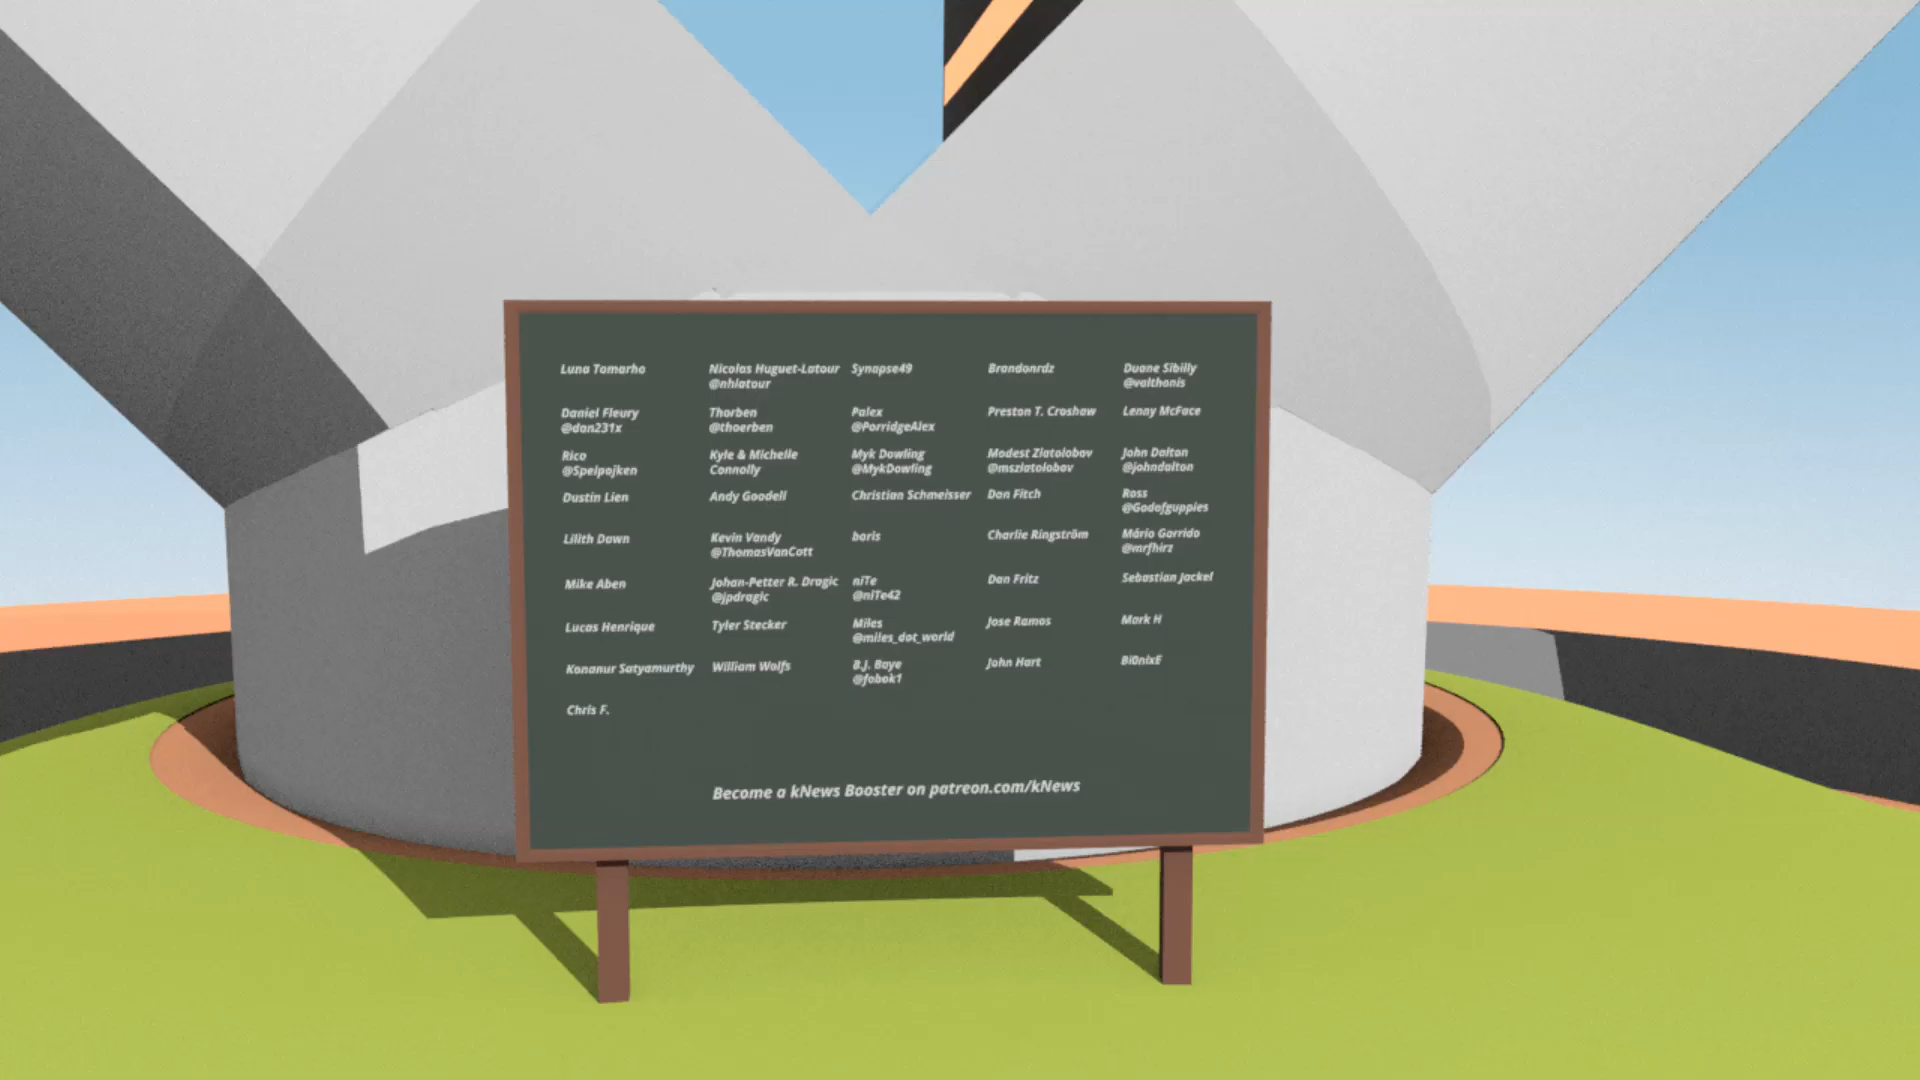 Luna Tomarho
Nicolas Huguet-Latour
@nhlatour
Synapse49
Brandonrdz
Duane Sibilly
@valthonis
Daniel Fleury
@dan231x
Thorben
@thoerben
Palex
@PorridgeAlex
Preston T. Croshaw
Lenny McFace
Rico
@Spelpojken
Kyle & Michelle
Connolly
Myk Dowling
@MykDowling
Modest Zlatolobov
@mszlatolobov
John Dalton
@johndalton
Dustin Lien
Andy Goodell
Christian Schmeisser
Dan Fitch
Ross
@Godofguppies
Lilith Dawn
Kevin Vandy
@ThomasVanCott
boris
Charlie Ringström
Mário Garrido
@mrfhirz
Mike Aben
Johan-Petter R. Dragic
@jpdragic
niTe
@niTe42
Dan Fritz
Sebastian Jackel
Lucas Henrique
Tyler Stecker
Miles
@miles_dot_world
Jose Ramos
Mark H
Konanur Satyamurthy
William Wolfs
B.J. Baye
@fobok1
John Hart
Bi0nixE
Chris F.
Become a kNews Booster on patreon.com/kNews